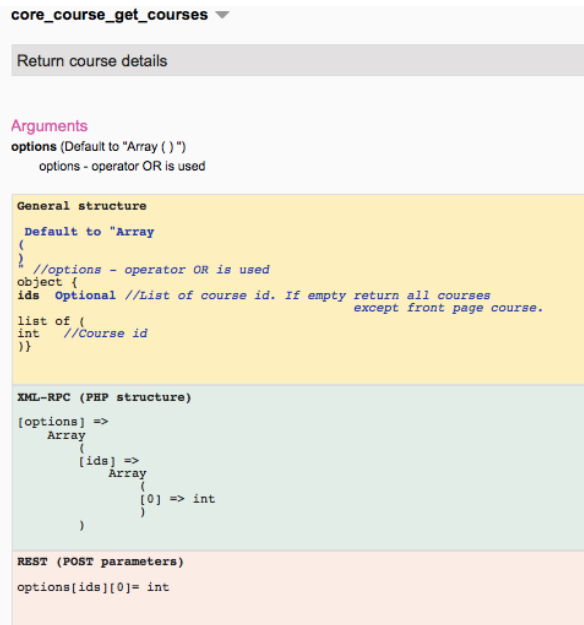 core_course_get_courses
Return course details
Arguments
options (Default to "Array ( ) ")
options - operator OR is used
General structure
Default to "Array
(
)
" //options - operator OR is used
object {
ids Optional //List of course id. If empty return all courses
except front page course.
list of (
int //Course id
)}
XML-RPC (PHP structure)
[options] =>
Array
(
[ids] =>
Array
(
[0] => int
)
)
REST (POST parameters)
options[ids][0]= int